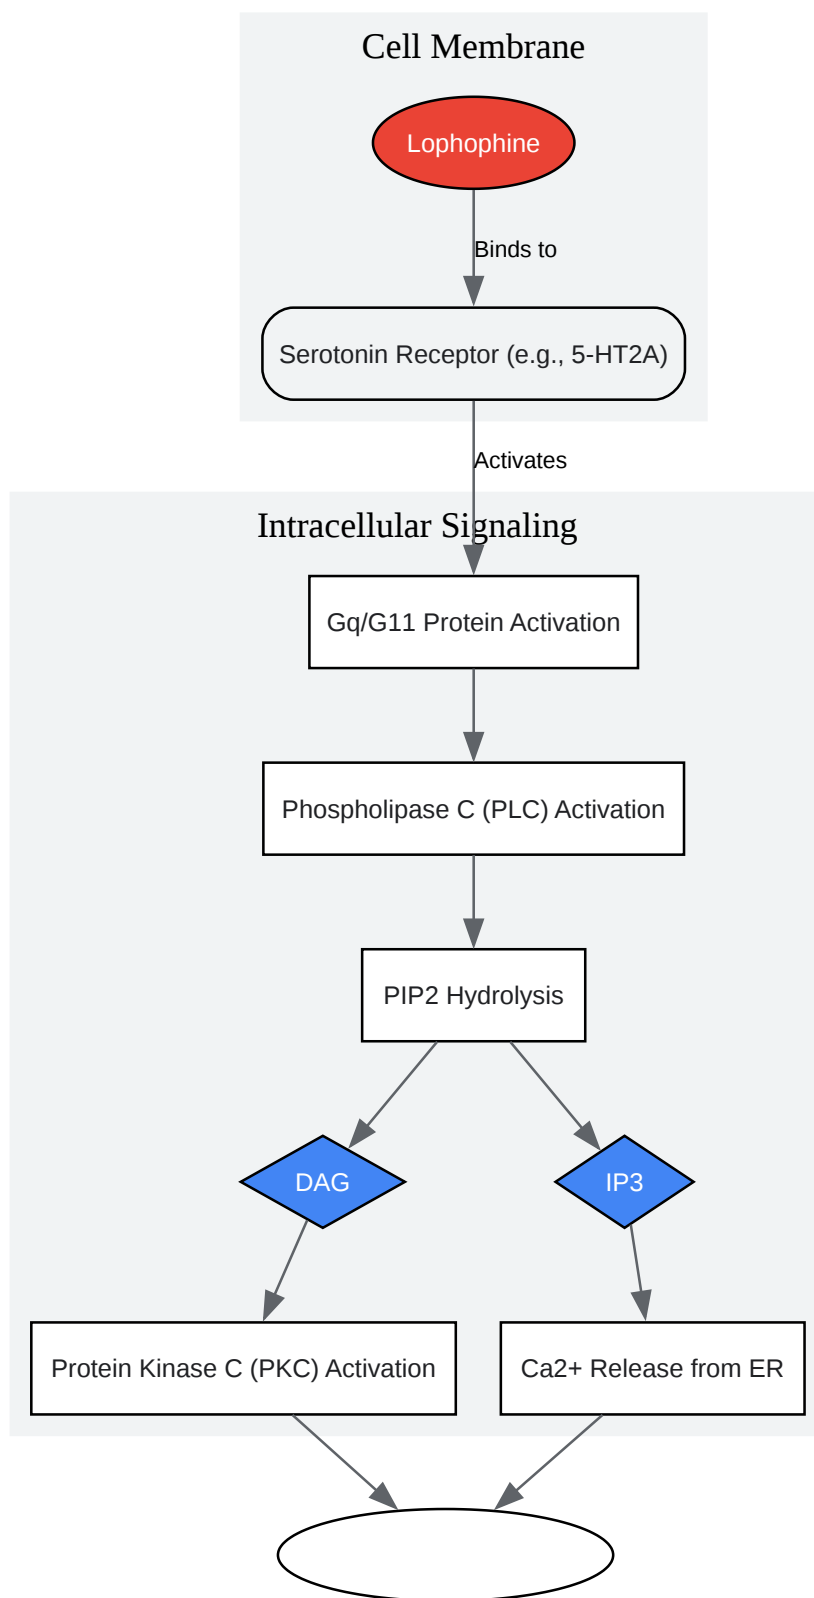 Cell Membrane
Lophophine
Binds to
Serotonin Receptor (e.g., 5-HT2A)
Activates
Intracellular Signaling
Gq/G11 Protein Activation
Phospholipase C (PLC) Activation
PIP2 Hydrolysis
DAG
IP3
Protein Kinase C (PKC) Activation
Ca2+ Release from ER